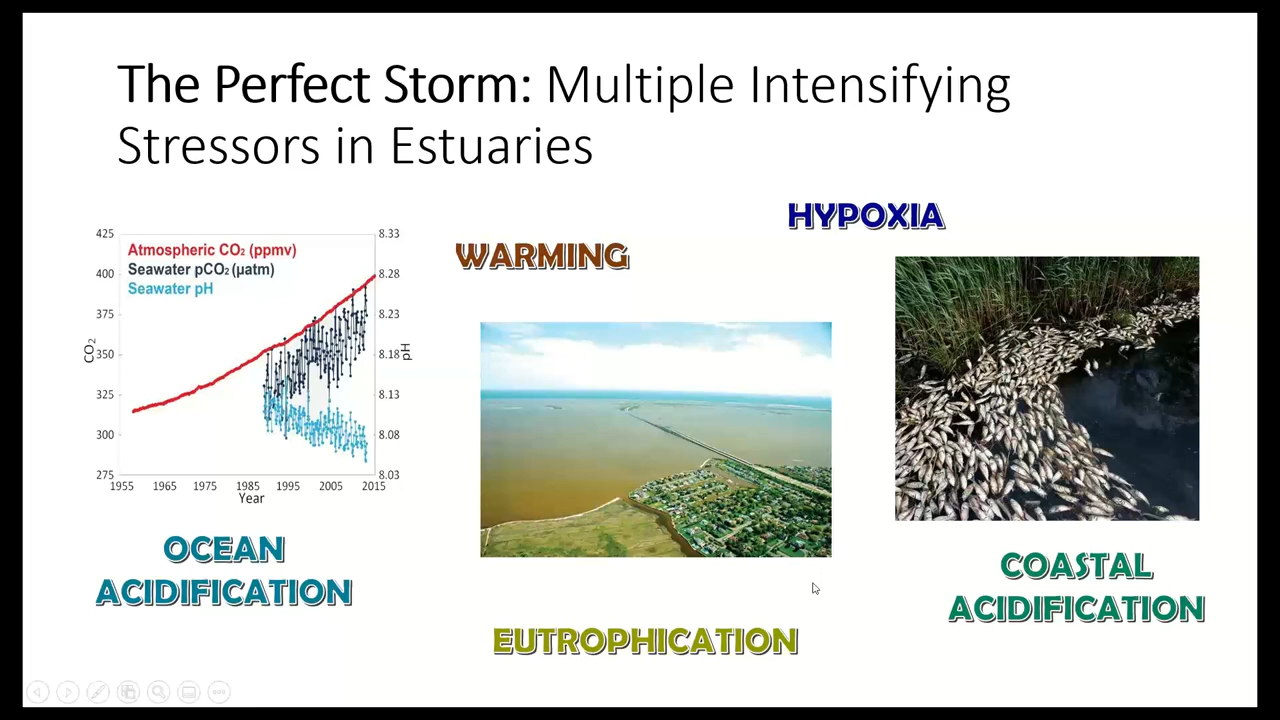 The Perfect Storm: Multiple Intensifying
Stressors in Estuaries
HYPOXIA
WARMING
425
400
375
350
325
300
275
CO₂
Atmospheric CO₂ (ppmv)
Seawater pCO₂ (µatm)
Seawater pH
8.33
8.28
8.23
8.18
8.13
8.08
8.03
pH
1955 1965 1975 1985 1995 2005 2015
Year
OCEAN
ACIDIFICATION
EUTROPHICATION
COASTAL
ACIDIFICATION